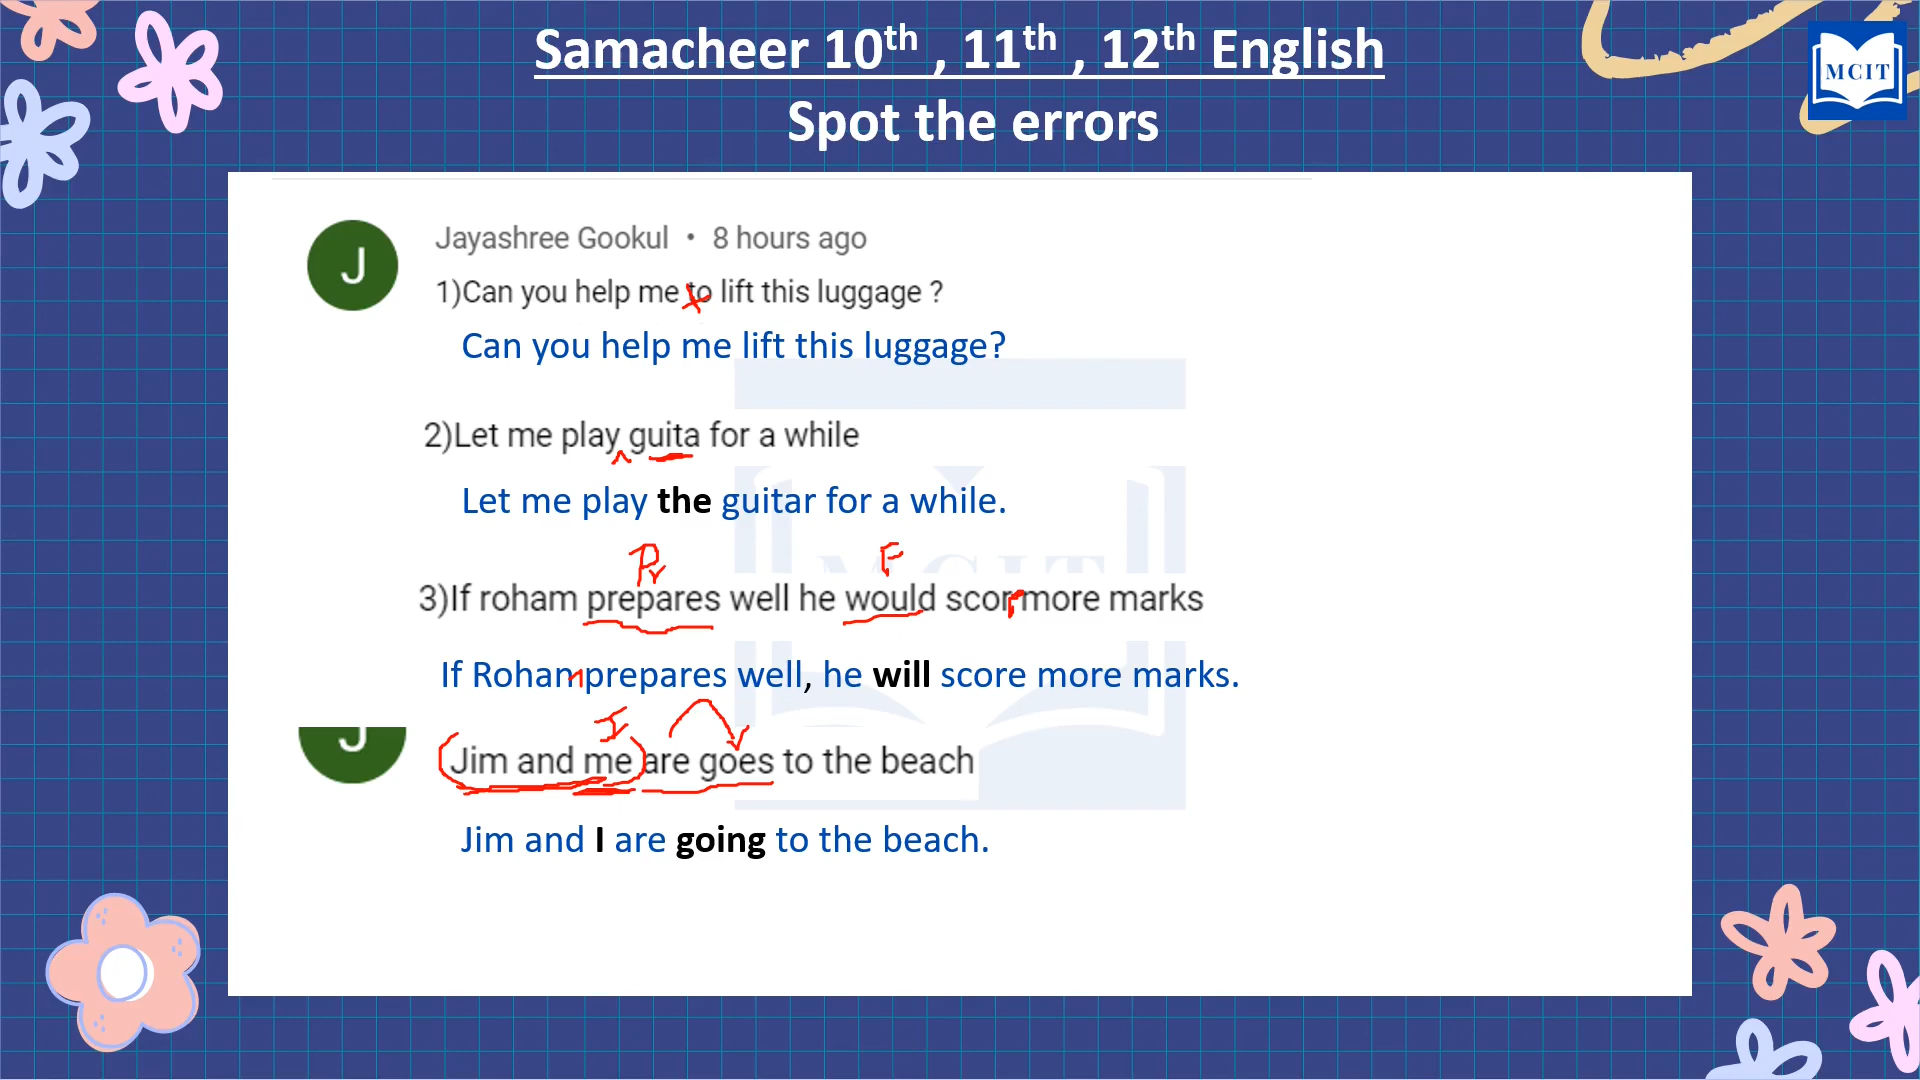 Samacheer 10th , 11th , 12th English
Spot the errors
MCIT
J
Jayashree Gookul • 8 hours ago
1)Can you help me to lift this luggage ?
Can you help me lift this luggage?
2)Let me play guita for a while
Let me play the guitar for a while.
MCIT
Pr
F
3)If roham prepares well he would scor more marks
If Roham prepares well, he will score more marks.
I
J
Jim and me are goes to the beach
Jim and I are going to the beach.